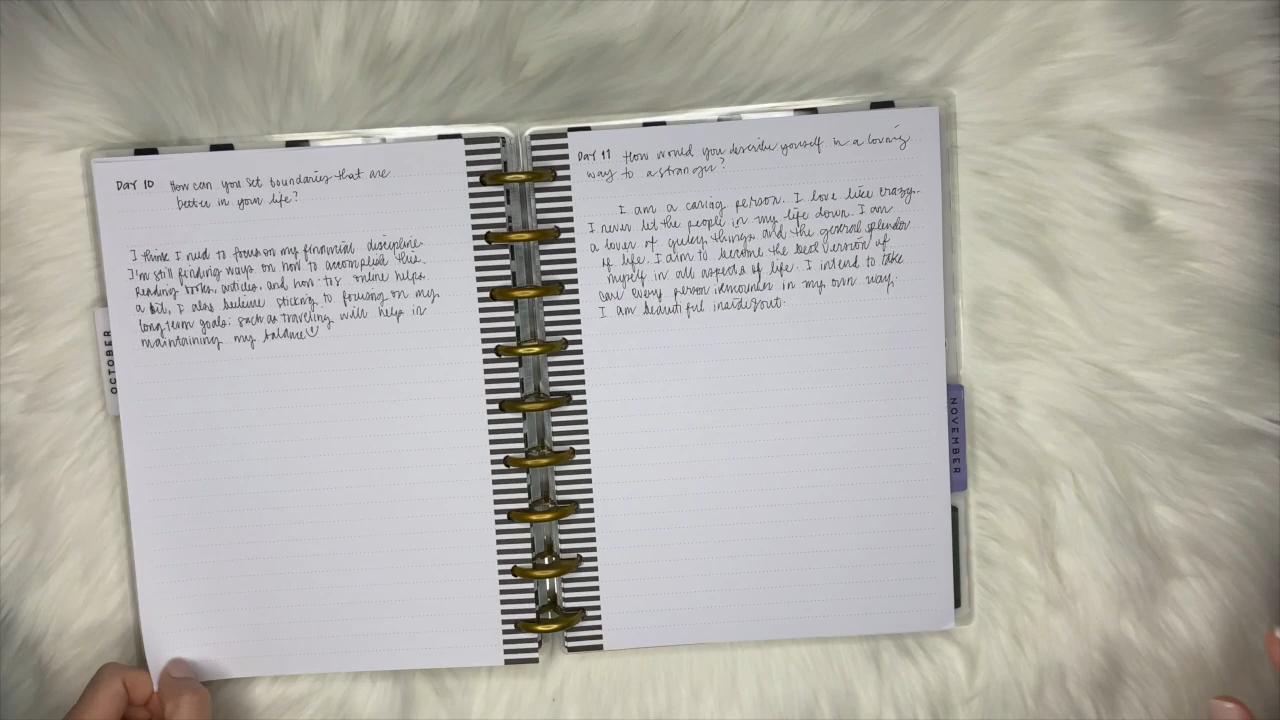 OCTOBER
Day 10 How can you set boundaries that are
better in your life?
I think I need to focus on my financial discipline.
I'm still finding ways on how to accomplish this.
Reading books, articles, and how-tos online helps
a bit, I also believe sticking to focusing on my
long term goals: such as traveling will help in
maintaining my balance
Day 11 How would you describe yourself in a loving
way to a stranger?
I am a caring person. I love like crazy.
I never let the people in my life down. I am
a lover of things and the general splendor
of life. I aim to become the best version of
myself in all aspects of life. I intend to take
care every person in my own way.
I am beautiful inside & out.
NOVEMBER